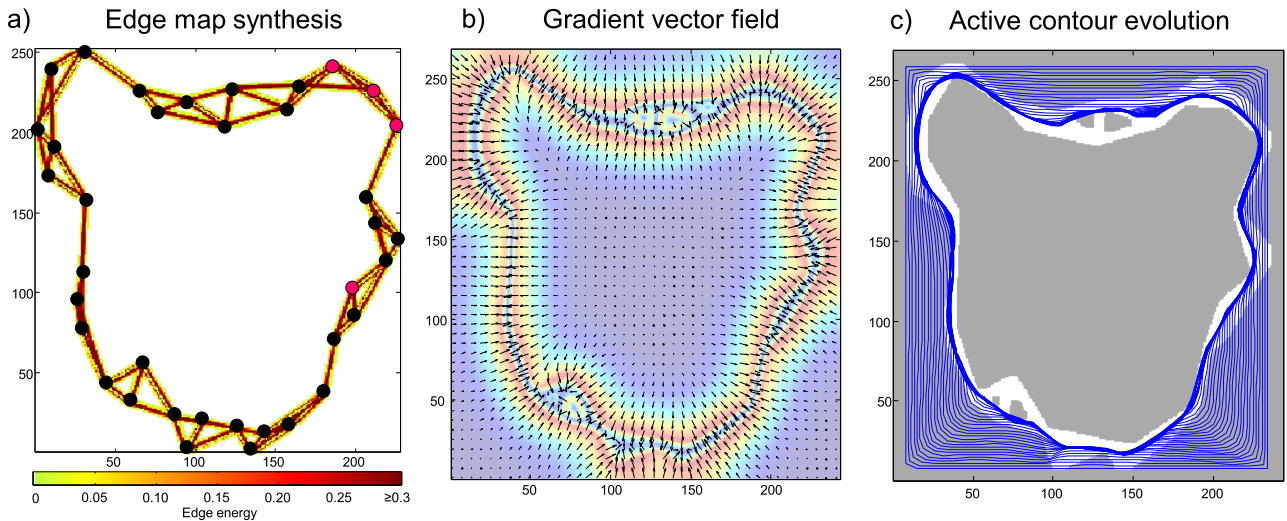 a) Edge map synthesis
b) Gradient vector field
c) Active contour evolution
250
200
150
100
50
50 100 150 200
0 0.05 0.10 0.15 0.20 0.25 ≥0.3
Edge energy
250
200
150
100
50
50 100 150 200
250
200
150
100
50
50 100 150 200